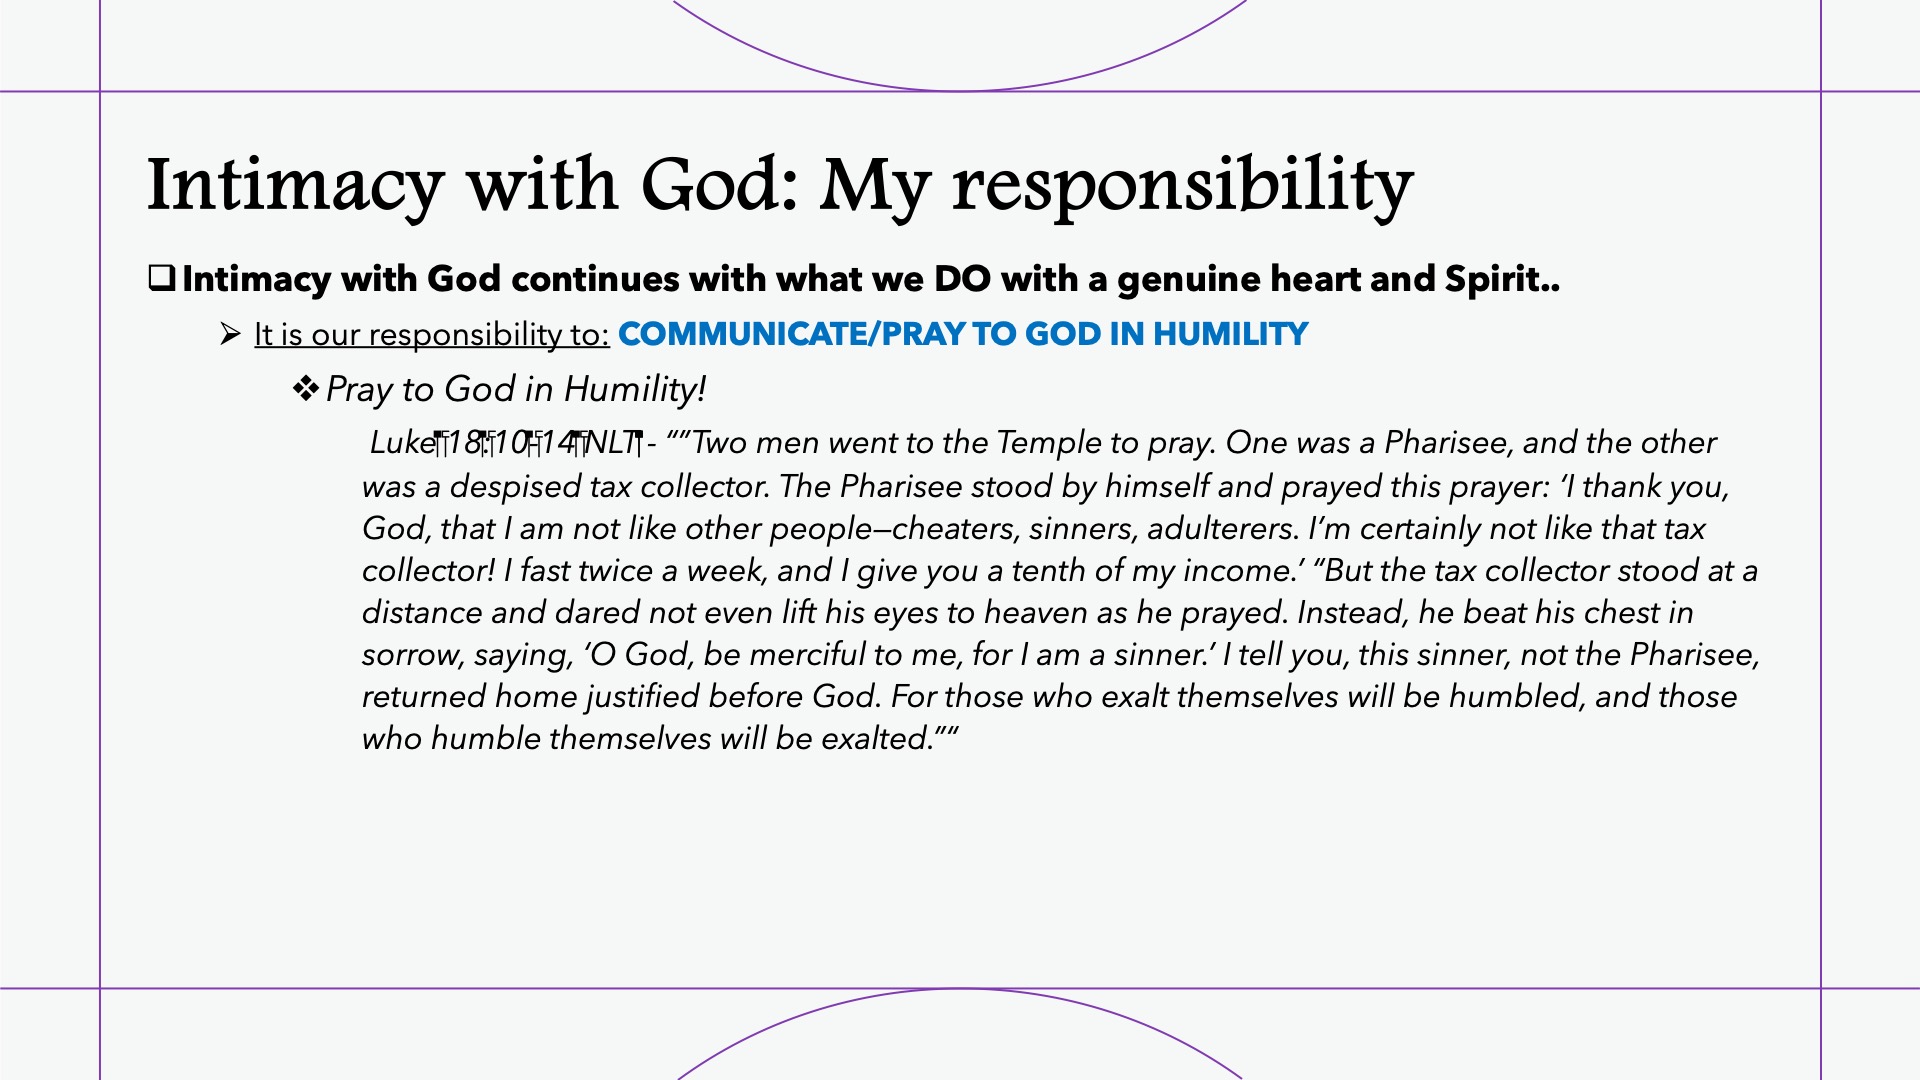 Intimacy with God: My responsibility
❑Intimacy with God continues with what we DO with a genuine heart and Spirit..
➢ It is our responsibility to: COMMUNICATE/PRAY TO GOD IN HUMILITY
❖Pray to God in Humility!
Luke 18:10-14 NLT - “”Two men went to the Temple to pray. One was a Pharisee, and the other
was a despised tax collector. The Pharisee stood by himself and prayed this prayer: ‘I thank you,
God, that I am not like other people—cheaters, sinners, adulterers. I’m certainly not like that tax
collector! I fast twice a week, and I give you a tenth of my income.’ “But the tax collector stood at a
distance and dared not even lift his eyes to heaven as he prayed. Instead, he beat his chest in
sorrow, saying, ‘O God, be merciful to me, for I am a sinner.’ I tell you, this sinner, not the Pharisee,
returned home justified before God. For those who exalt themselves will be humbled, and those
who humble themselves will be exalted.”“